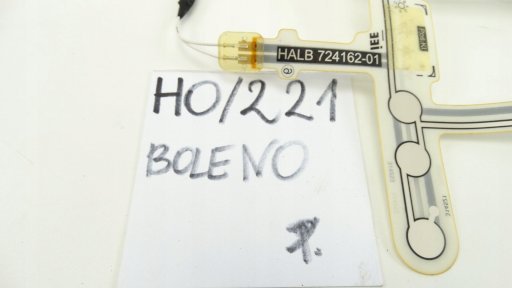 HALB 724162-01
IEE
HO/221
BOLENO
P.